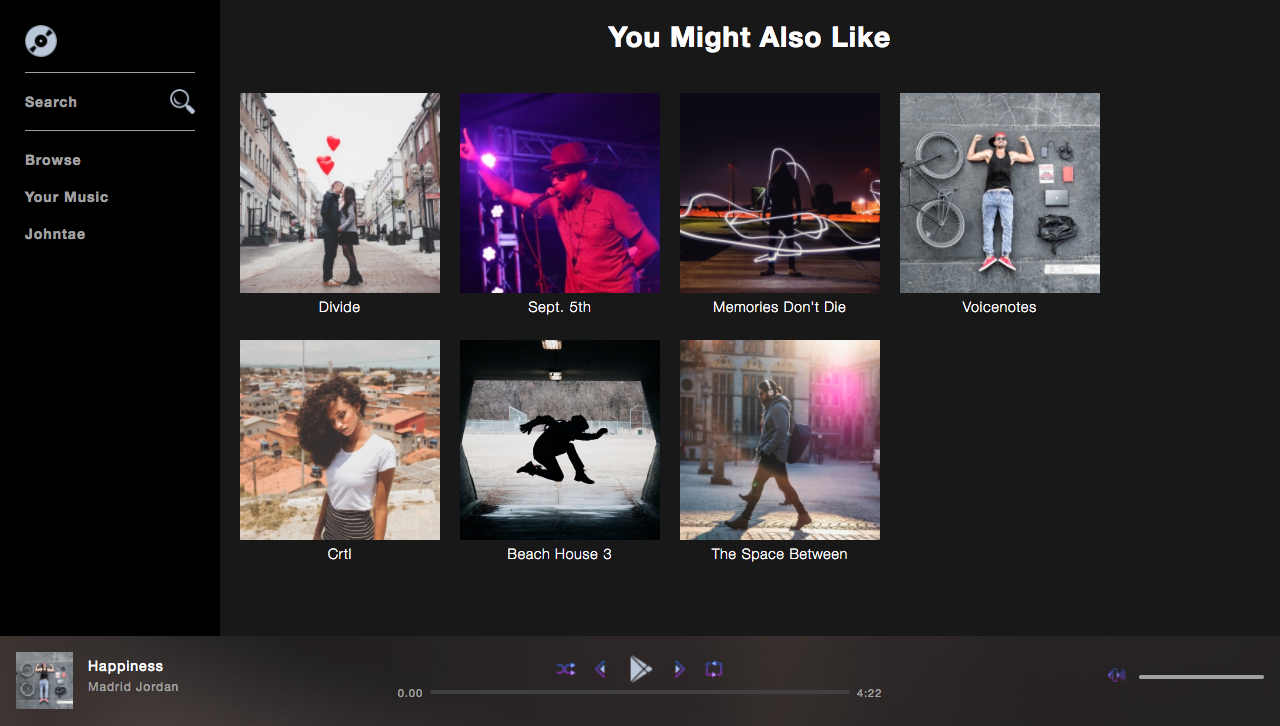 You Might Also Like
Search
Browse
Your Music
Johntae
Divide
Sept. 5th
Memories Don't Die
Voicenotes
Crtl
Beach House 3
The Space Between
Happiness
Madrid Jordan
0.00
4:22